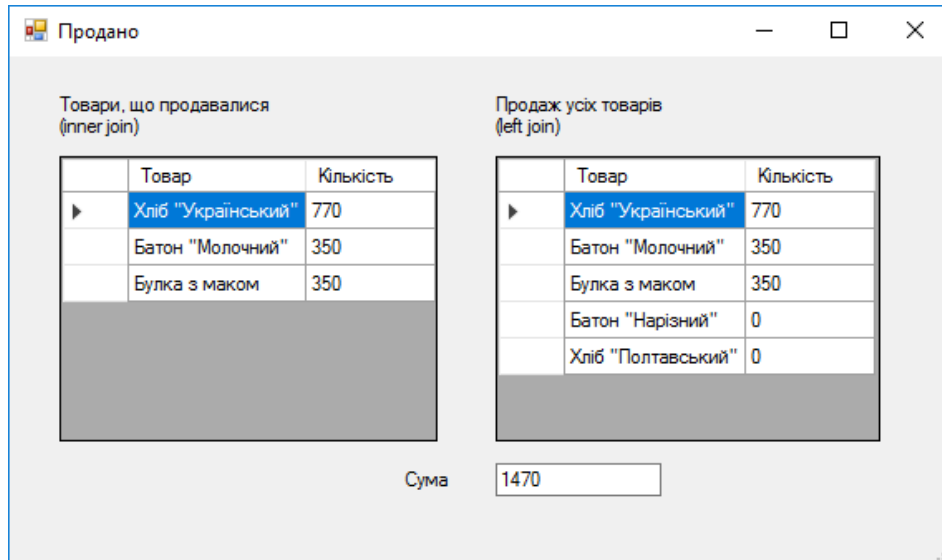 Продано
Товари, що продавалися
(inner join)
Товар Кількість
Хліб "Український" 770
Батон "Молочний" 350
Булка з маком 350
Продаж усіх товарів
(left join)
Товар Кількість
Хліб "Український" 770
Батон "Молочний" 350
Булка з маком 350
Батон "Нарізний" 0
Хліб "Полтавський" 0
Сума 1470